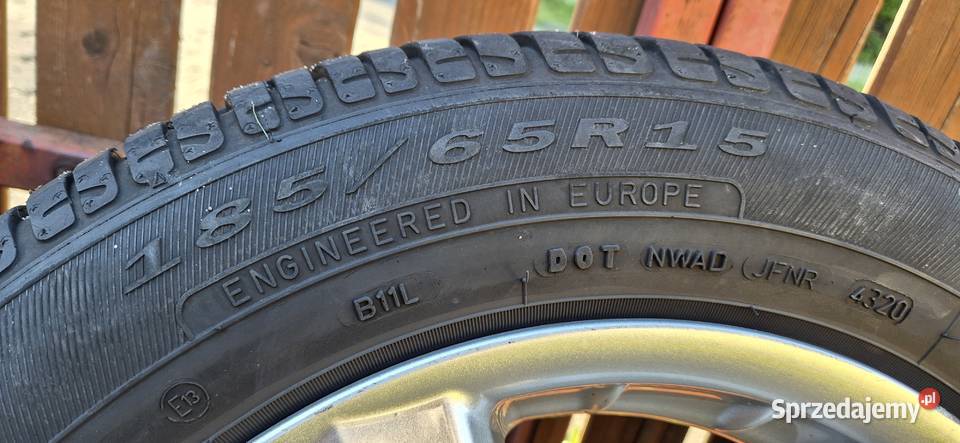 185/65R15
ENGINEERED IN EUROPE
B11L
DOT NWAD JFNR 4320
E13
Sprzedajemy.pl